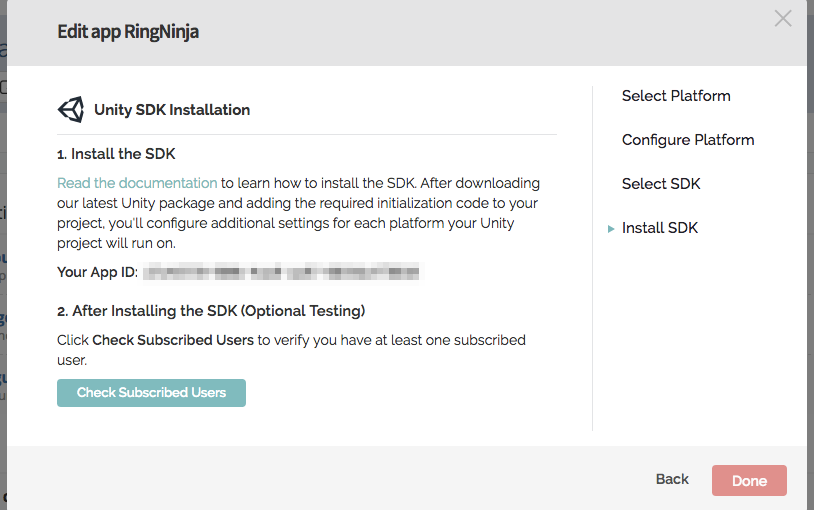 Edit app RingNinja
Unity SDK Installation
1. Install the SDK
Read the documentation to learn how to install the SDK. After downloading
our latest Unity package and adding the required initialization code to your
project, you'll configure additional settings for each platform your Unity
project will run on.
Your App ID:
2. After Installing the SDK (Optional Testing)
Click Check Subscribed Users to verify you have at least one subscribed
user.
Check Subscribed Users
Select Platform
Configure Platform
Select SDK
Install SDK
Back
Done